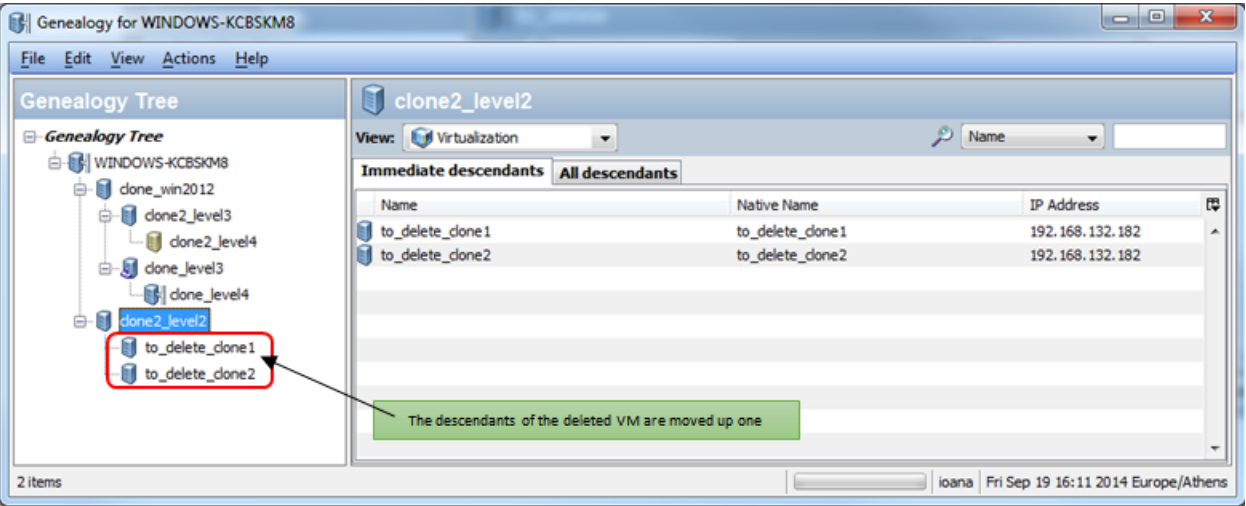 Genealogy for WINDOWS-KCBSKM8
File Edit View Actions Help
Genealogy Tree
clone2_level2
Genealogy Tree
WINDOWS-KCBSKM8
clone_win2012
clone2_level3
clone2_level4
clone_level3
clone_level4
clone2_level2
to_delete_clone1
to_delete_clone2
View: Virtualization
Name
Immediate descendants All descendants
Name Native Name IP Address
to_delete_clone1 to_delete_clone1 192.168.132.182
to_delete_clone2 to_delete_clone2 192.168.132.182
The descendants of the deleted VM are moved up one
2 items
ioana Fri Sep 19 16:11 2014 Europe/Athens